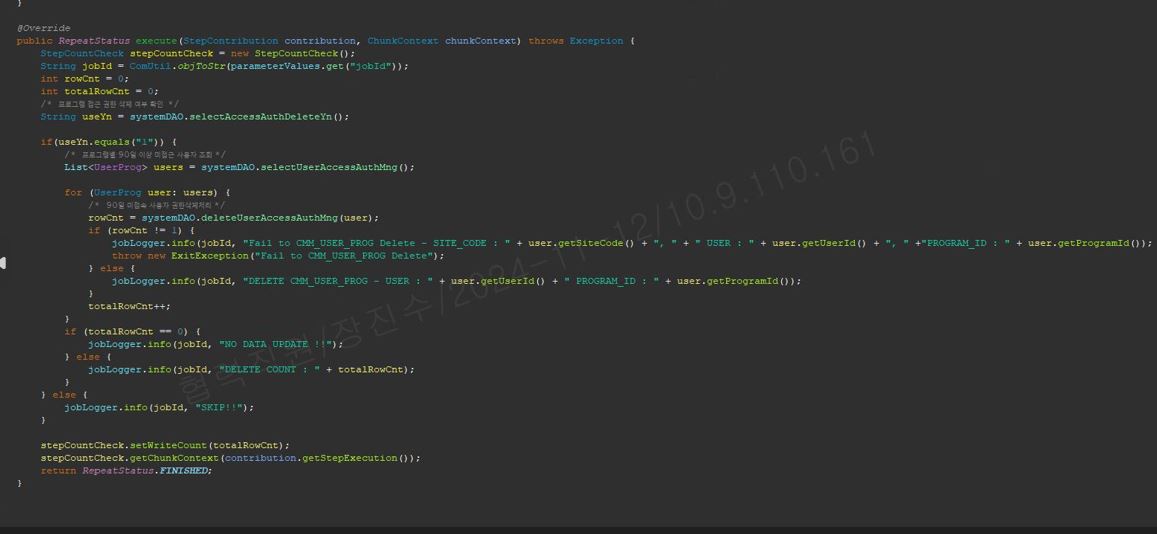 }
@Override
public RepeatStatus execute(StepContribution contribution, ChunkContext chunkContext) throws Exception {
StepCountCheck stepCountCheck = new StepCountCheck();
String jobId = ComUtil.objToStr(parameterValues.get("jobId"));
int rowCnt = 0;
int totalRowCnt = 0;
/* 프로그램 접근 권한 삭제 여부 확인 */
String useYn = systemDAO.selectAccessAuthDeleteYn();
if(useYn.equals("1")) {
/* 프로그램별 90일 이상 미접근 사용자 조회 */
List<UserProg> users = systemDAO.selectUserAccessAuthMng();
for (UserProg user: users) {
/* 90일 미접속 사용자 권한삭제처리 */
rowCnt = systemDAO.deleteUserAccessAuthMng(user);
if (rowCnt != 1) {
jobLogger.info(jobId, "Fail to CMM_USER_PROG Delete - SITE_CODE : " + user.getSiteCode() + ", " + " USER : " + user.getUserId() + ", " +"PROGRAM_ID : " + user.getProgramId());
throw new ExitException("Fail to CMM_USER_PROG Delete");
} else {
jobLogger.info(jobId, "DELETE CMM_USER_PROG - USER : " + user.getUserId() + " PROGRAM_ID : " + user.getProgramId());
}
totalRowCnt++;
}
if (totalRowCnt == 0) {
jobLogger.info(jobId, "NO DATA UPDATE !!");
} else {
jobLogger.info(jobId, "DELETE COUNT : " + totalRowCnt);
}
} else {
jobLogger.info(jobId, "SKIP!!");
}
stepCountCheck.setWriteCount(totalRowCnt);
stepCountCheck.getChunkContext(contribution.getStepExecution());
return RepeatStatus.FINISHED;
}
협력직원/장진수/2024-11-12/10.9.110.161